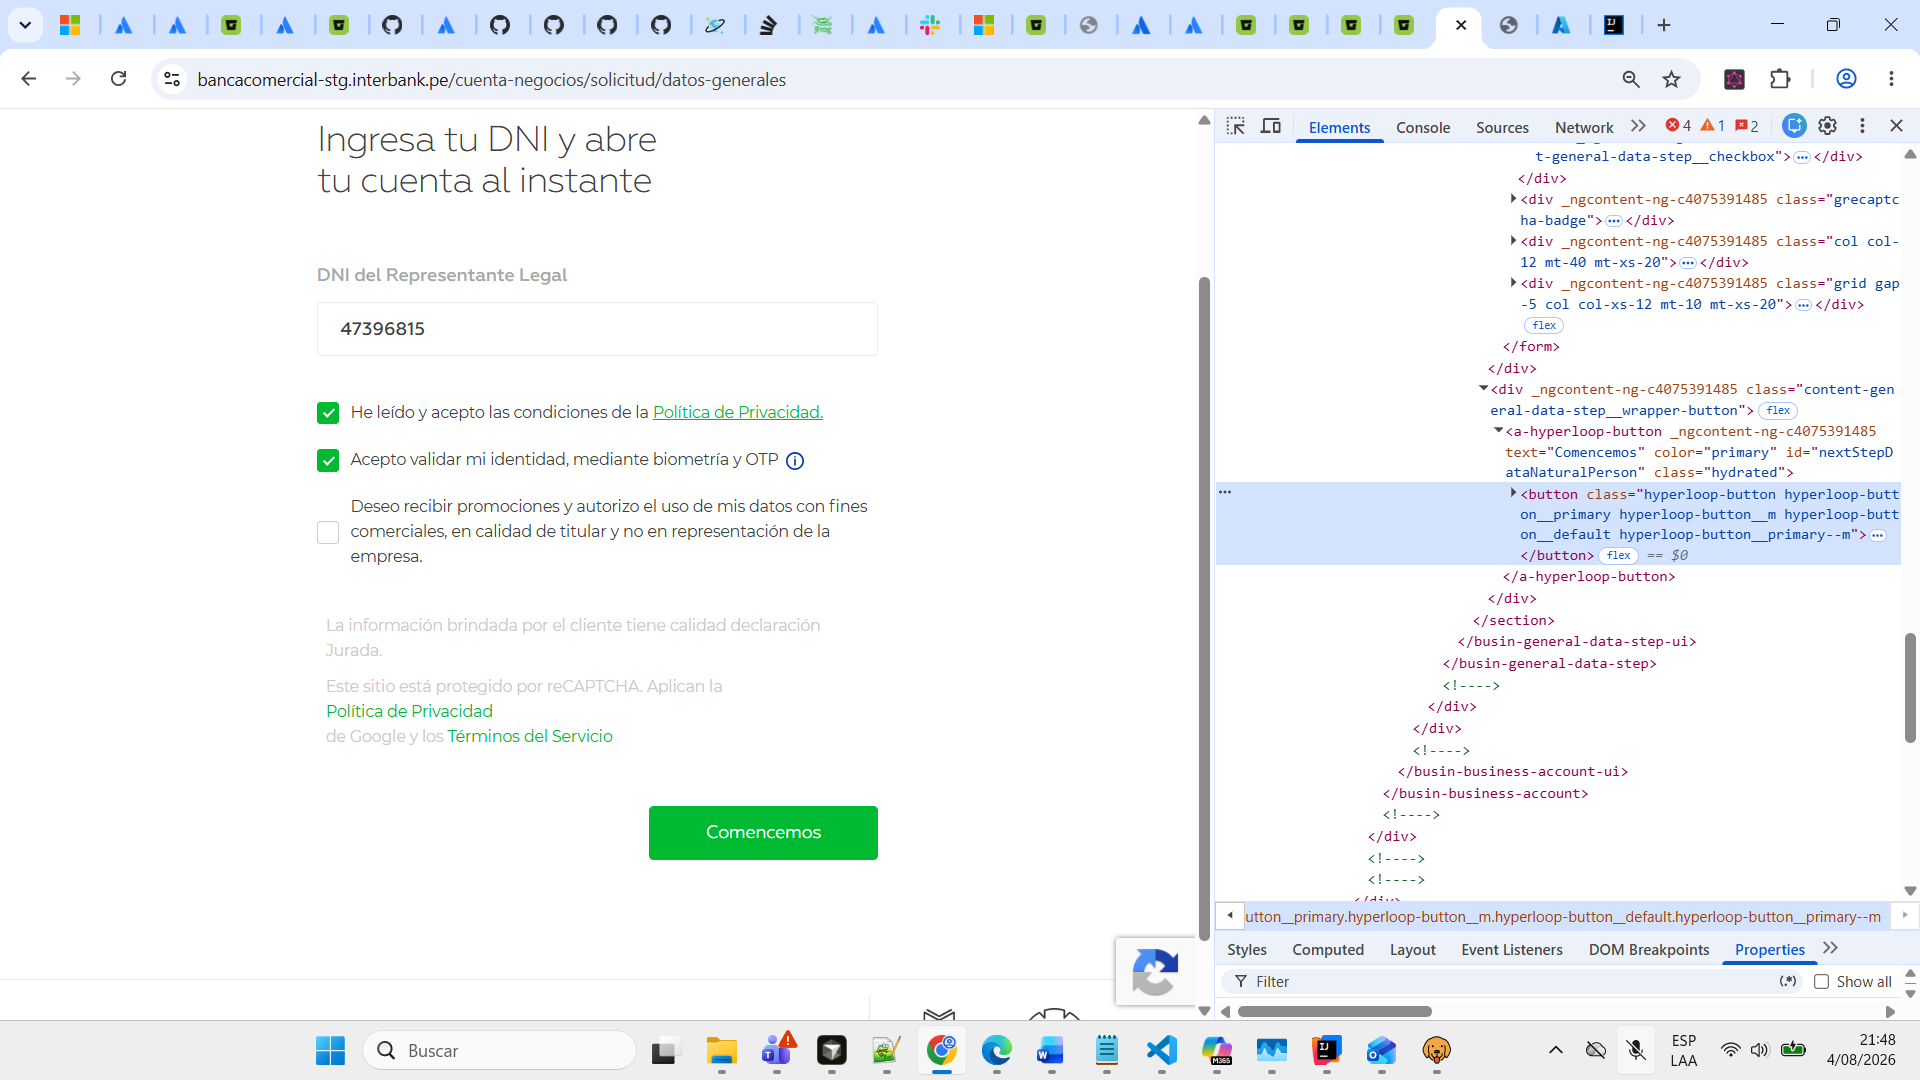 bancacomercial-stg.interbank.pe/cuenta-negocios/solicitud/datos-generales
Ingresa tu DNI y abre
tu cuenta al instante
DNI del Representante Legal
47396815
He leído y acepto las condiciones de la Política de Privacidad.
Acepto validar mi identidad, mediante biometría y OTP
Deseo recibir promociones y autorizo el uso de mis datos con fines
comerciales, en calidad de titular y no en representación de la
empresa.
La información brindada por el cliente tiene calidad declaración
Jurada.
Este sitio está protegido por reCAPTCHA. Aplican la
Política de Privacidad
de Google y los Términos del Servicio
Comencemos
Elements Console Sources Network 4 1 2
t-general-data-step__checkbox"> </div>
</div>
<div _ngcontent-ng-c4075391485 class="grecaptc
ha-badge"> </div>
<div _ngcontent-ng-c4075391485 class="col col-
12 mt-40 mt-xs-20"> </div>
<div _ngcontent-ng-c4075391485 class="grid gap
-5 col col-xs-12 mt-10 mt-xs-20"> </div>
flex
</form>
</div>
<div _ngcontent-ng-c4075391485 class="content-gen
eral-data-step__wrapper-button"> flex
<a-hyperloop-button _ngcontent-ng-c4075391485
text="Comencemos" color="primary" id="nextStepD
ataNaturalPerson" class="hydrated">
<button class="hyperloop-button hyperloop-butt
on__primary hyperloop-button__m hyperloop-butt
on__default hyperloop-button__primary--m">
</button> flex == $0
</a-hyperloop-button>
</div>
</section>
</busin-general-data-step-ui>
</busin-general-data-step>
<!---->
</div>
</div>
<!---->
</busin-business-account-ui>
</busin-business-account>
<!---->
</div>
<!---->
<!---->
utton__primary.hyperloop-button__m.hyperloop-button__default.hyperloop-button__primary--m
Styles Computed Layout Event Listeners DOM Breakpoints Properties
Filter (.*) Show all
Buscar
ESP
LAA
21:48
4/08/2026